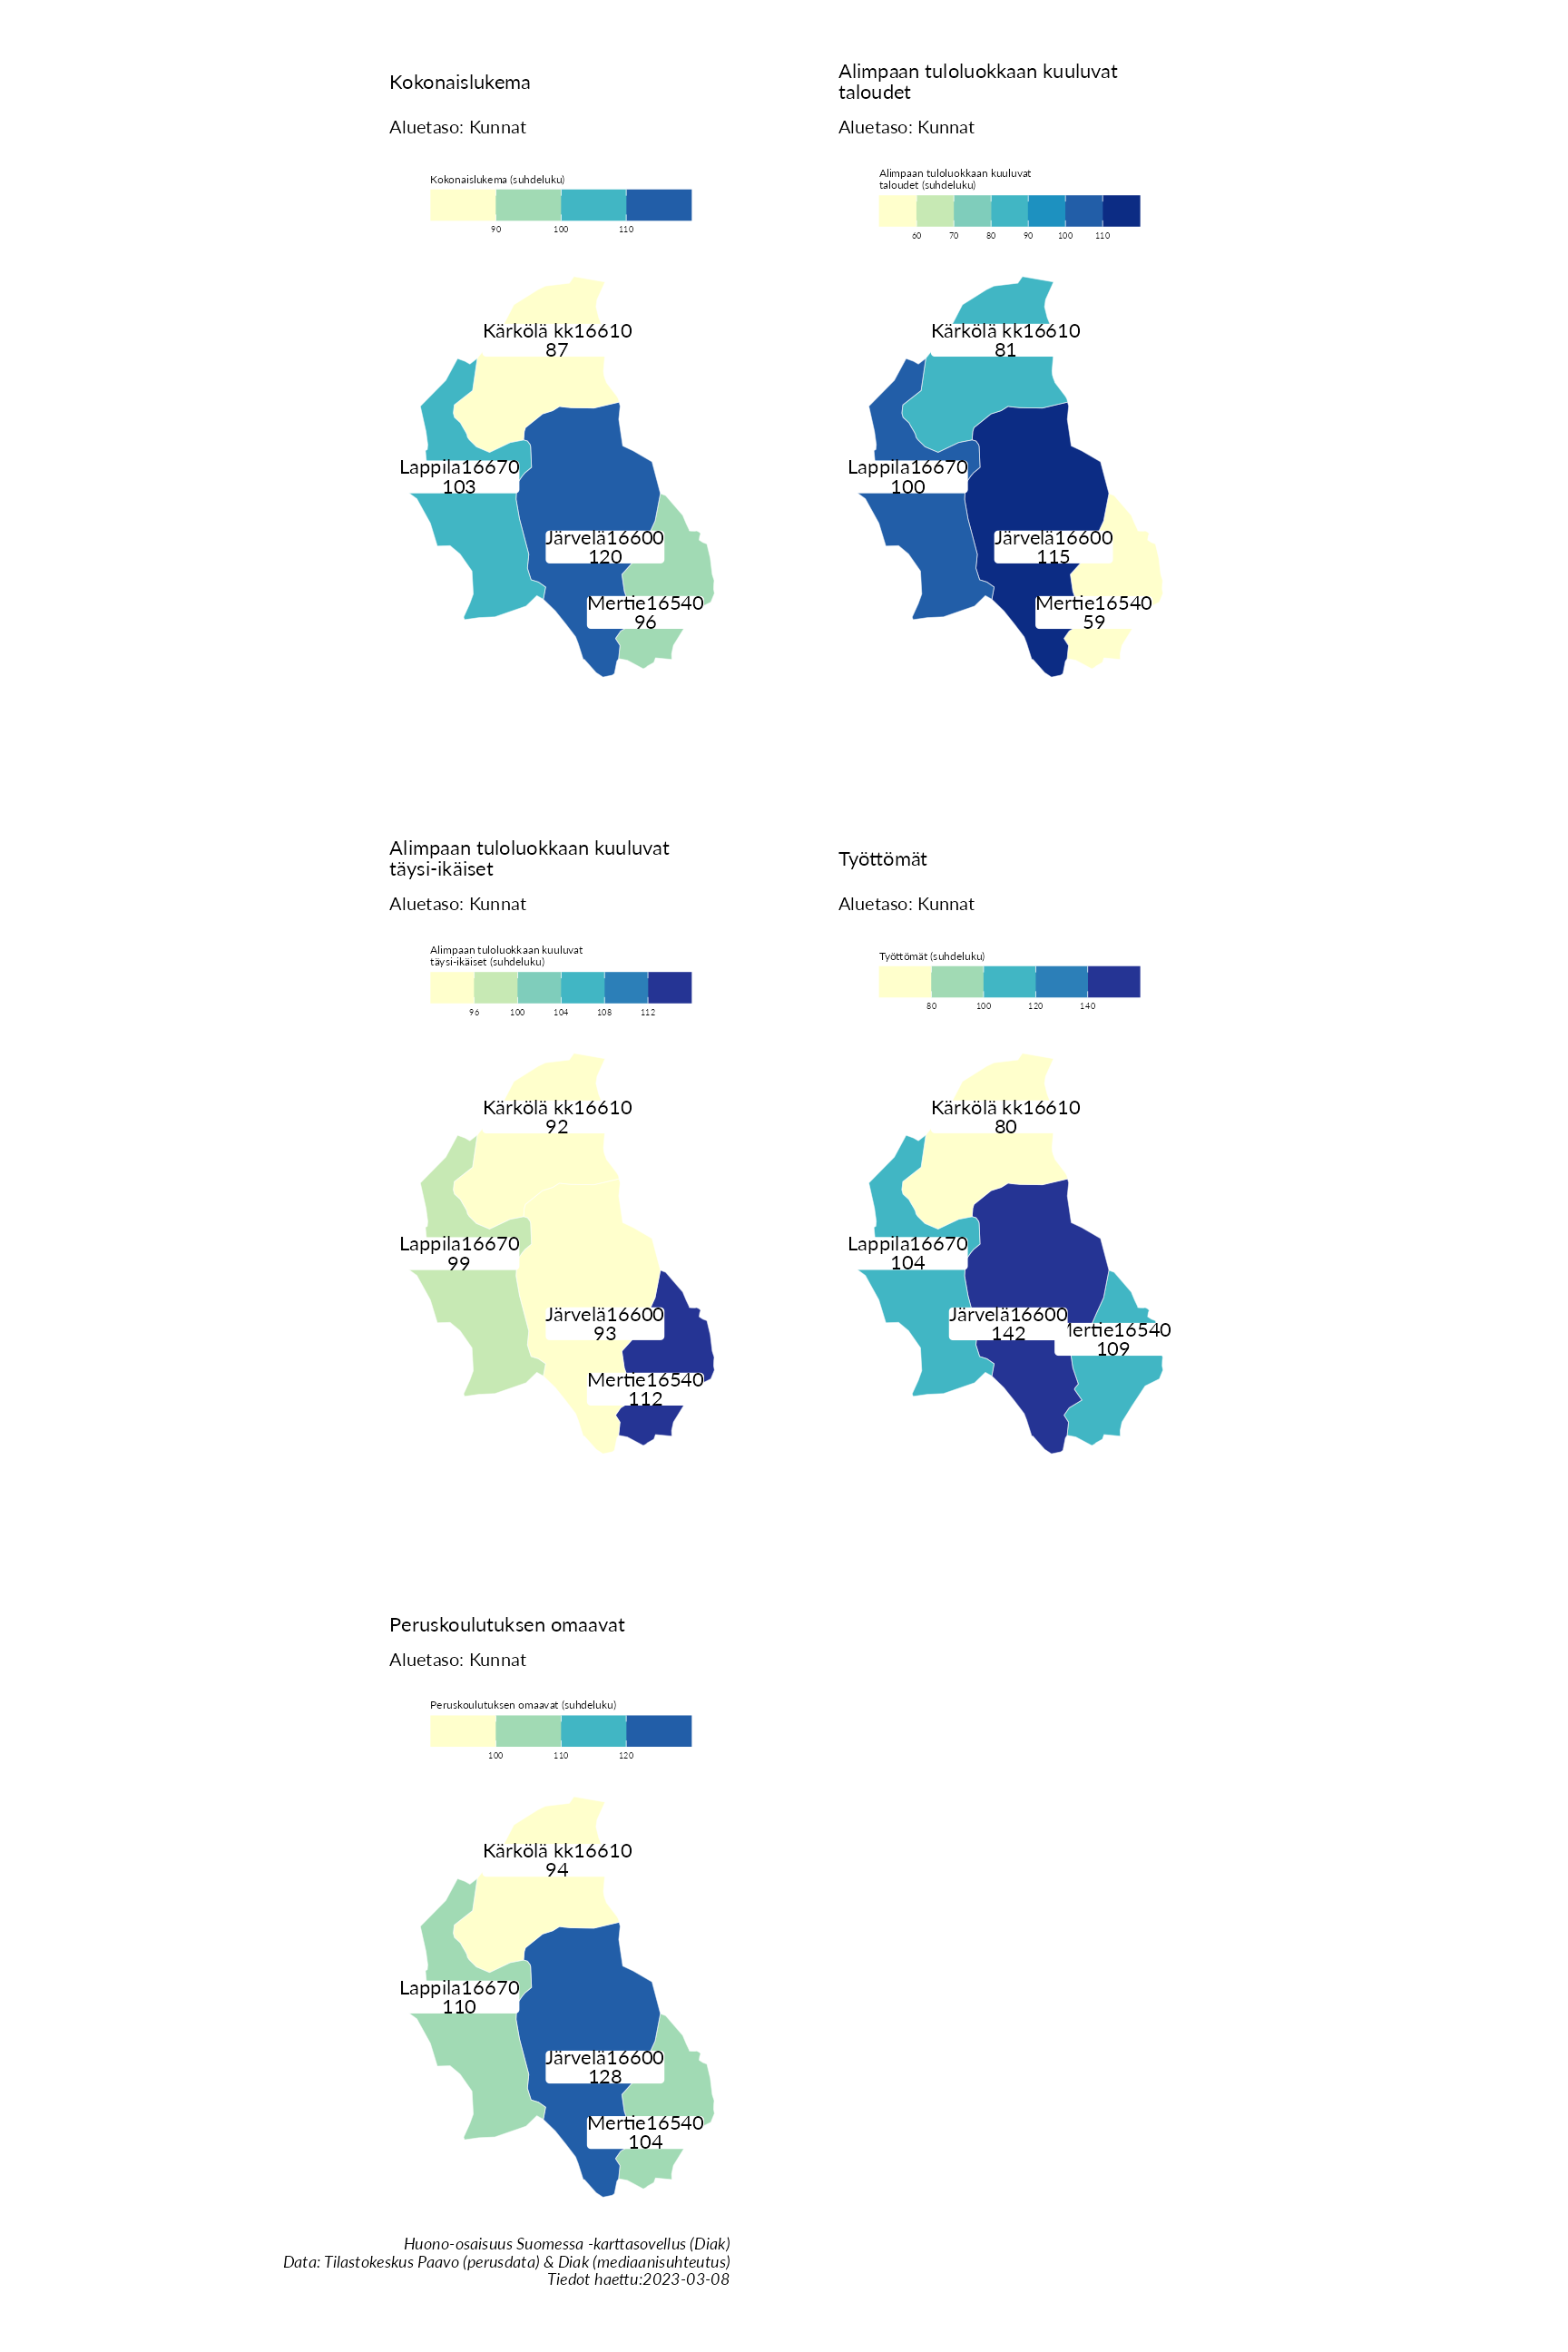 Kokonaislukema
Aluetaso: Kunnat
Kokonaislukema (suhdeluku)
90 100 110
Kärkölä kk16610
87
Lappila16670
103
Järvelä16600
120
Mertie16540
96
Alimpaan tuloluokkaan kuuluvat
taloudet
Aluetaso: Kunnat
Alimpaan tuloluokkaan kuuluvat
taloudet (suhdeluku)
60 70 80 90 100 110
Kärkölä kk16610
81
Lappila16670
100
Järvelä16600
115
Mertie16540
59
Alimpaan tuloluokkaan kuuluvat
täysi-ikäiset
Aluetaso: Kunnat
Alimpaan tuloluokkaan kuuluvat
täysi-ikäiset (suhdeluku)
96 100 104 108 112
Kärkölä kk16610
92
Lappila16670
99
Järvelä16600
93
Mertie16540
112
Työttömät
Aluetaso: Kunnat
Työttömät (suhdeluku)
80 100 120 140
Kärkölä kk16610
80
Lappila16670
104
Järvelä16600
142
Mertie16540
109
Peruskoulutuksen omaavat
Aluetaso: Kunnat
Peruskoulutuksen omaavat (suhdeluku)
100 110 120
Kärkölä kk16610
94
Lappila16670
110
Järvelä16600
128
Mertie16540
104
Huono-osaisuus Suomessa -karttasovellus (Diak)
Data: Tilastokeskus Paavo (perusdata) & Diak (mediaanisuhteutus)
Tiedot haettu:2023-03-08